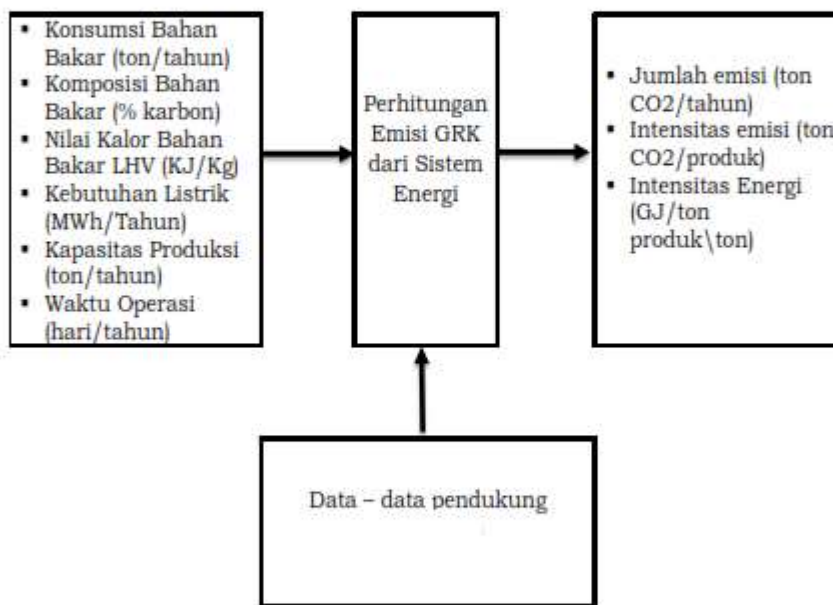 ▪ Konsumsi Bahan
Bakar (ton/tahun)
▪ Komposisi Bahan
Bakar (% karbon)
▪ Nilai Kalor Bahan
Bakar LHV (KJ/Kg)
▪ Kebutuhan Listrik
(MWh/Tahun)
▪ Kapasitas Produksi
(ton/tahun)
▪ Waktu Operasi
(hari/tahun)
Perhitungan
Emisi GRK
dari Sistem
Energi
▪ Jumlah emisi (ton
CO2/tahun)
▪ Intensitas emisi (ton
CO2/produk)
▪ Intensitas Energi
(GJ/ton
produk\ton)
Data – data pendukung